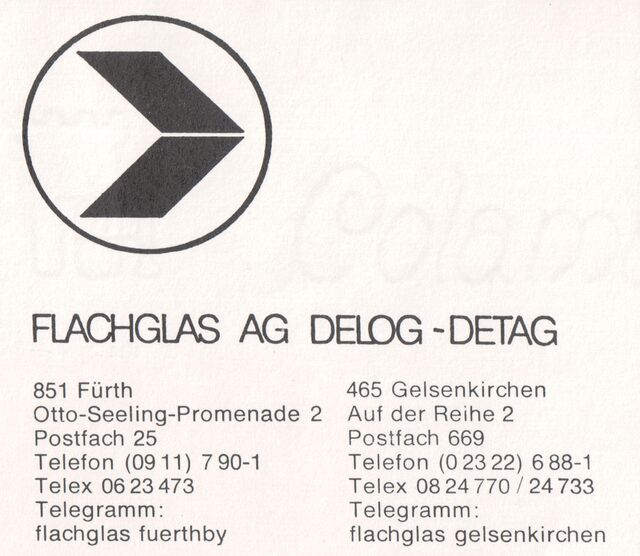 FLACHGLAS AG DELOG-DETAG
851 Fürth
Otto-Seeling-Promenade 2
Postfach 25
Telefon (09 11) 7 90-1
Telex 06 23 473
Telegramm:
flachglas fuerthby
465 Gelsenkirchen
Auf der Reihe 2
Postfach 669
Telefon (0 23 22) 6 88-1
Telex 08 24 770 / 24 733
Telegramm:
flachglas gelsenkirchen